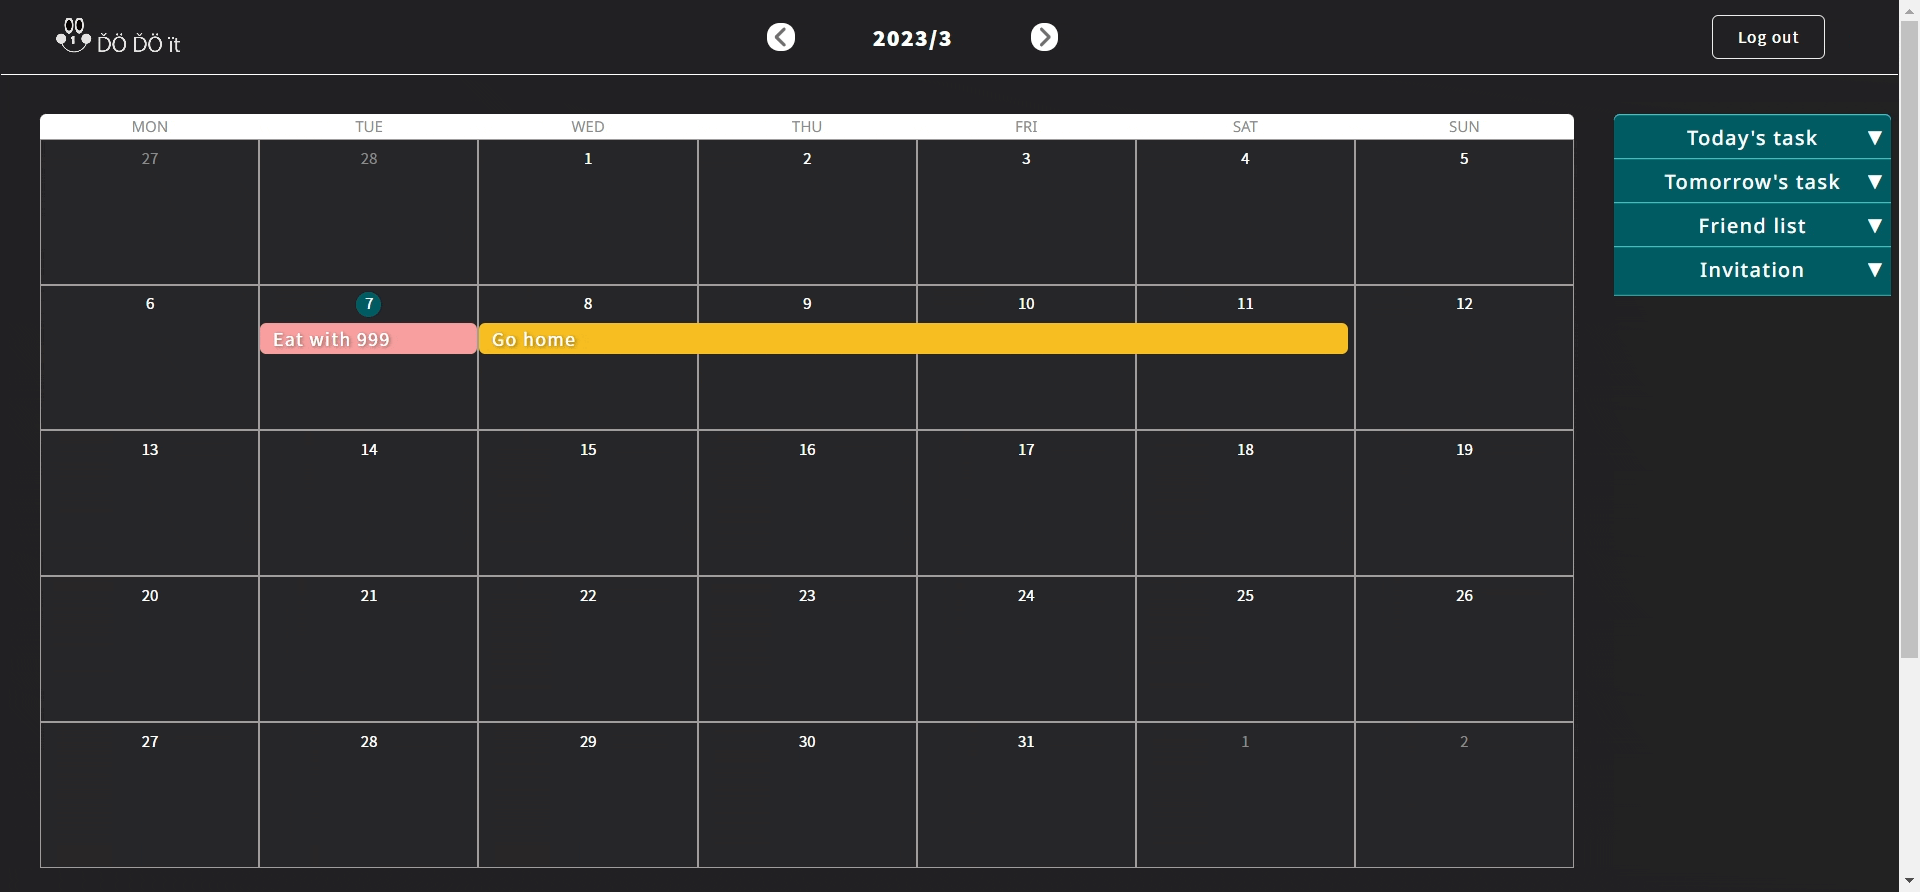 ĎÖ ĎÖ ït
2023/3
Log out
MON TUE WED THU FRI SAT SUN
27 28 1 2 3 4 5
6 7 8 9 10 11 12
Eat with 999 Go home
13 14 15 16 17 18 19
20 21 22 23 24 25 26
27 28 29 30 31 1 2
Today's task ▼
Tomorrow's task ▼
Friend list ▼
Invitation ▼